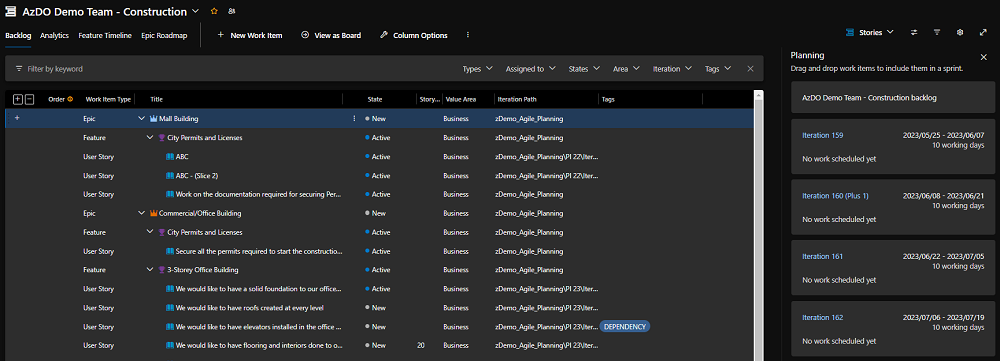 AzDO Demo Team - Construction
Backlog Analytics Feature Timeline Epic Roadmap + New Work Item View as Board Column Options Stories
Filter by keyword Types Assigned to States Area Iteration Tags
Order Work Item Type Title State Story... Value Area Iteration Path Tags
Epic Mall Building New Business zDemo_Agile_Planning
Feature City Permits and Licenses Active Business zDemo_Agile_Planning
User Story ABC Active Business zDemo_Agile_Planning\PI 22\Iter...
User Story ABC - (Slice 2) Active Business zDemo_Agile_Planning\PI 22\Iter...
User Story Work on the documentation required for securing Per... Active Business zDemo_Agile_Planning\PI 22\Iter...
Epic Commercial/Office Building New Business zDemo_Agile_Planning
Feature City Permits and Licenses Active Business zDemo_Agile_Planning
User Story Secure all the permits required to start the constructio... Active Business zDemo_Agile_Planning\PI 23\Iter...
Feature 3-Storey Office Building Active Business zDemo_Agile_Planning
User Story We would like to have a solid foundation to our office... Active Business zDemo_Agile_Planning\PI 23\Iter...
User Story We would like to have roofs created at every level New Business zDemo_Agile_Planning\PI 23\Iter...
User Story We would like to have elevators installed in the office ... New Business zDemo_Agile_Planning\PI 23\Iter... DEPENDENCY
User Story We would like to have flooring and interiors done to o... New 20 Business zDemo_Agile_Planning\PI 23\Iter...
Planning
Drag and drop work items to include them in a sprint.
AzDO Demo Team - Construction backlog
Iteration 159 2023/05/25 - 2023/06/07
10 working days
No work scheduled yet
Iteration 160 (Plus 1) 2023/06/08 - 2023/06/21
10 working days
No work scheduled yet
Iteration 161 2023/06/22 - 2023/07/05
10 working days
No work scheduled yet
Iteration 162 2023/07/06 - 2023/07/19
10 working days
No work scheduled yet